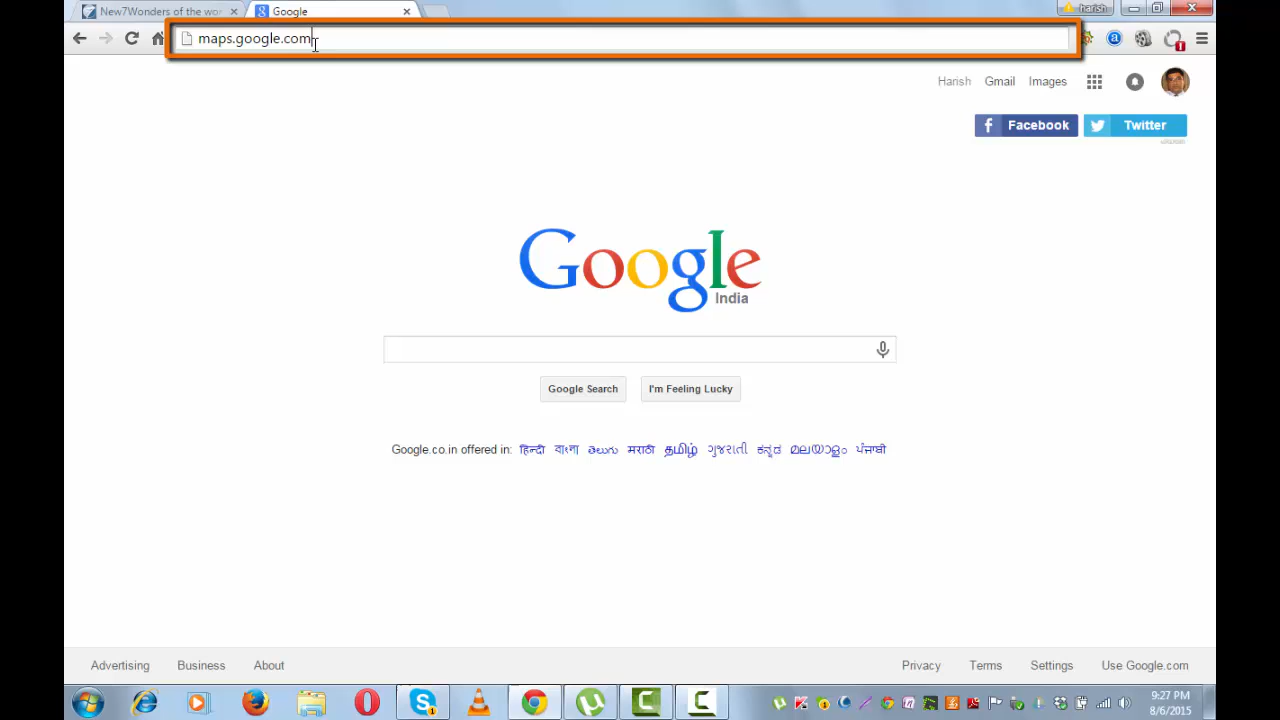 New7Wonders of the wor
Google
harish
maps.google.com
Harish Gmail Images
Facebook Twitter
Google
India
Google Search I'm Feeling Lucky
Google.co.in offered in: हिन्दी বাংলা తెలుగు मराठी தமிழ் ગુજરાતી ಕನ್ನಡ മലയാളം ਪੰਜਾਬੀ
Advertising Business About Privacy Terms Settings Use Google.com
9:27 PM
8/6/2015